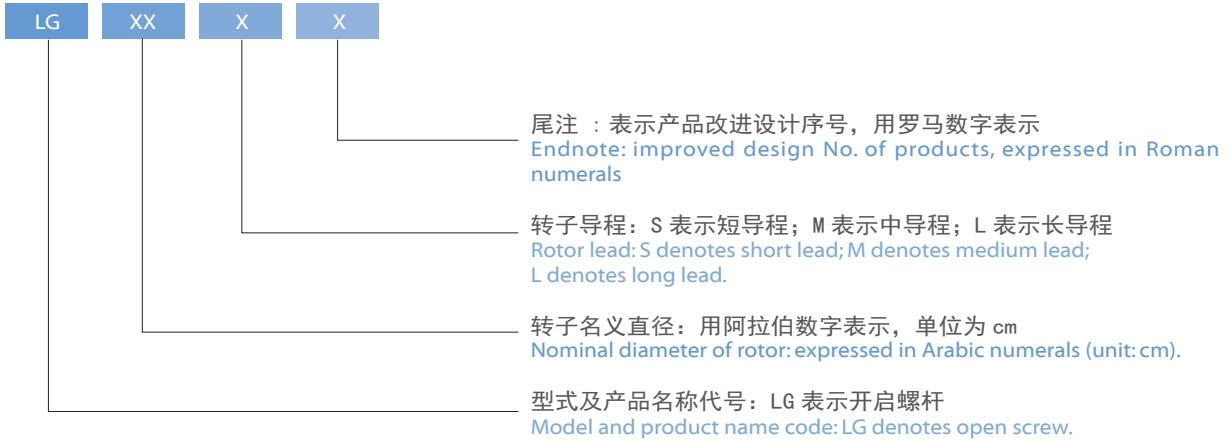 LG XX X X
尾注 :表示产品改进设计序号,用罗马数字表示
Endnote: improved design No. of products, expressed in Roman
numerals
转子导程:S 表示短导程;M 表示中导程;L 表示长导程
Rotor lead: S denotes short lead; M denotes medium lead;
L denotes long lead.
转子名义直径:用阿拉伯数字表示,单位为 cm
Nominal diameter of rotor: expressed in Arabic numerals (unit: cm).
型式及产品名称代号:LG 表示开启螺杆
Model and product name code: LG denotes open screw.